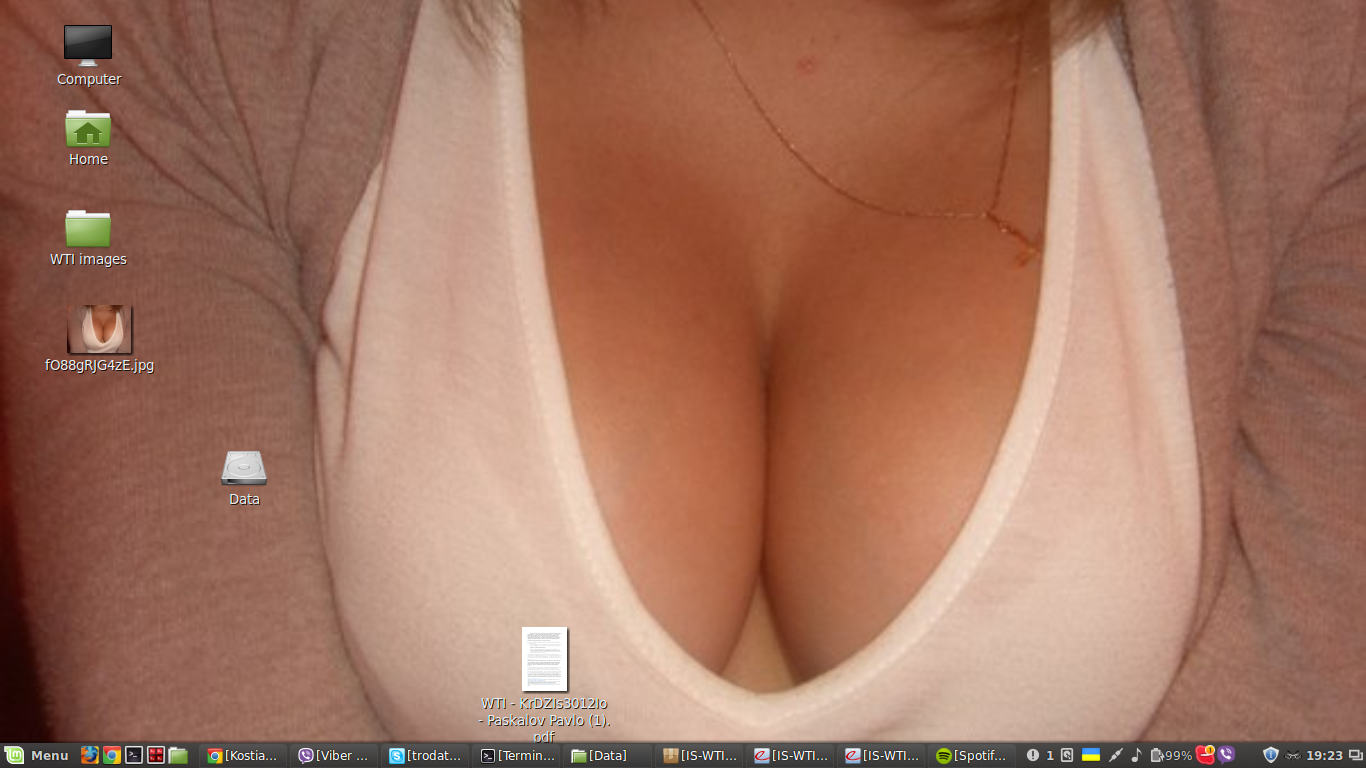 Computer
Home
WTI images
fO88gRJG4zE.jpg
Data
WTI - KrDZIs3012Io
- Paskalov Pavlo (1).
pdf
Menu
[Kostia...
[Viber ...
[trodat...
[Termin...
[Data]
[IS-WTI...
[IS-WTI...
[IS-WTI...
[Spotif...
1
99%
19:23